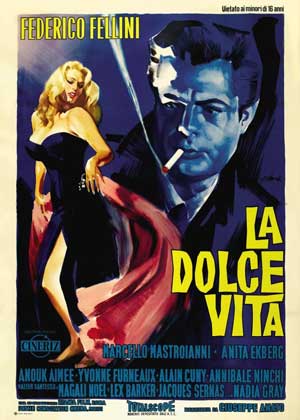 Vietato ai minori di 16 anni
FEDERICO FELLINI
LA
DOLCE
VITA
CINERIZ
MARCELLO MASTROIANNI - ANITA EKBERG
ANOUK AIMÉE - YVONNE FURNEAUX - ALAIN CUNY - ANNIBALE NINCHI
MAGALI NOEL - LEX BARKER - JACQUES SERNAS - NADIA GRAY
TOTALSCOPE
GIUSEPPE AMATO